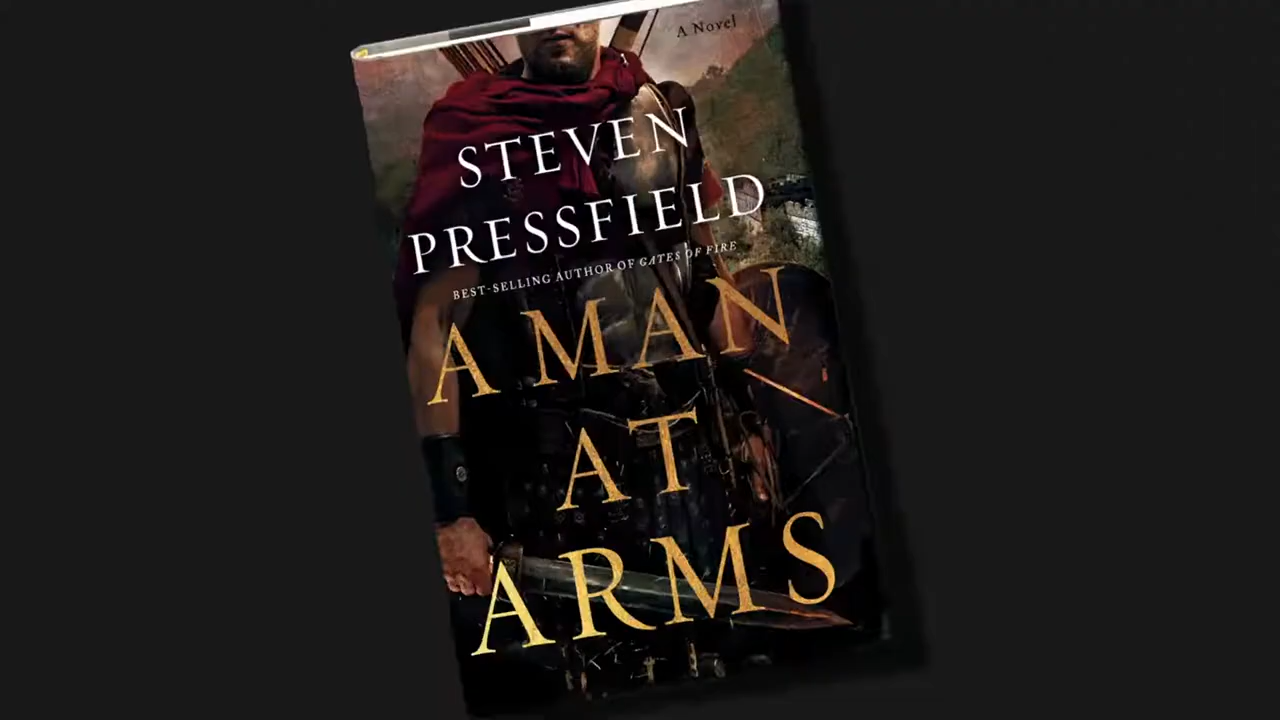 A Novel
STEVEN
PRESSFIELD
BEST-SELLING AUTHOR OF GATES OF FIRE
A MAN
AT
ARMS